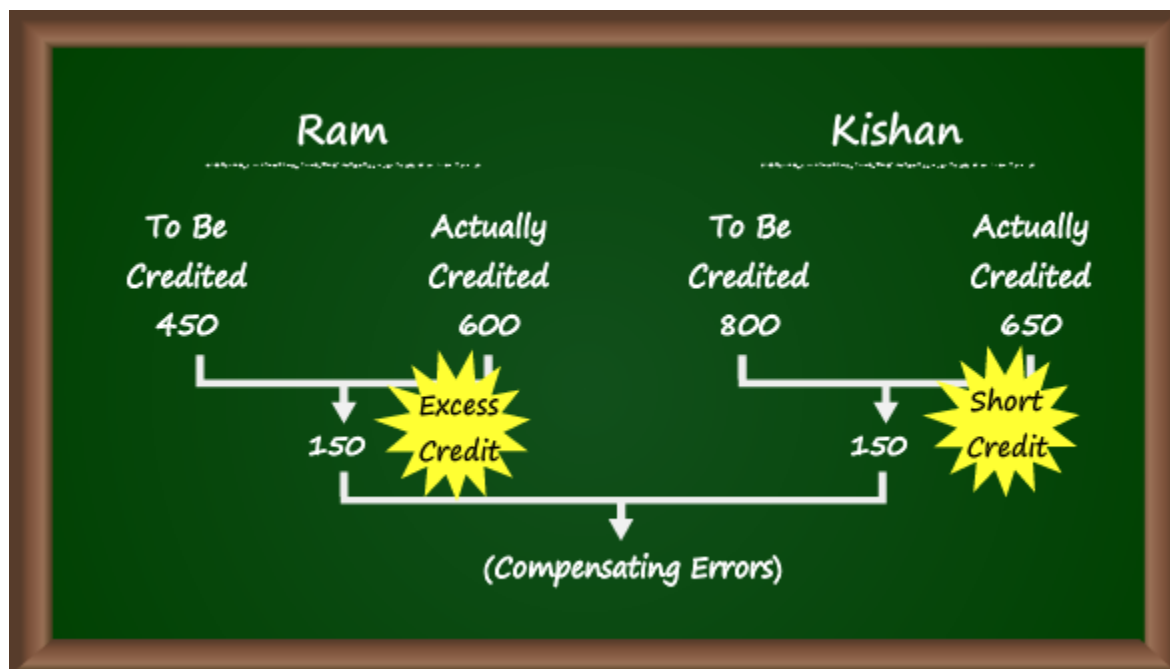 Ram
Kishan
To Be
Credited
450
Actually
Credited
600
To Be
Credited
800
Actually
Credited
650
150
Excess
Credit
150
Short
Credit
(Compensating Errors)